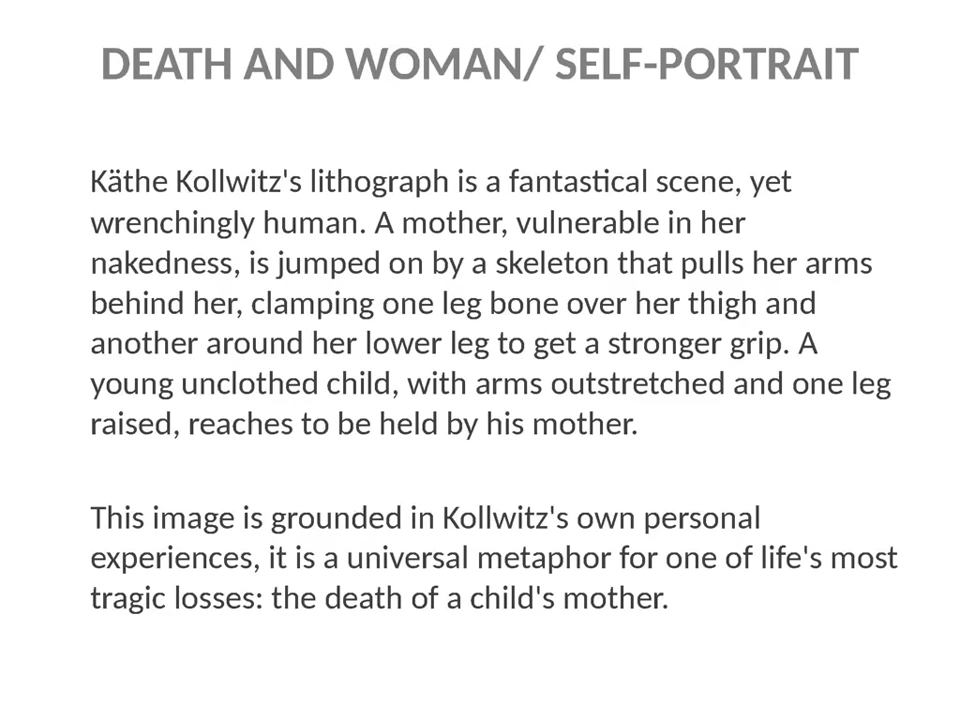 DEATH AND WOMAN/ SELF-PORTRAIT
Käthe Kollwitz's lithograph is a fantastical scene, yet
wrenchingly human. A mother, vulnerable in her
nakedness, is jumped on by a skeleton that pulls her arms
behind her, clamping one leg bone over her thigh and
another around her lower leg to get a stronger grip. A
young unclothed child, with arms outstretched and one leg
raised, reaches to be held by his mother.
This image is grounded in Kollwitz's own personal
experiences, it is a universal metaphor for one of life's most
tragic losses: the death of a child's mother.